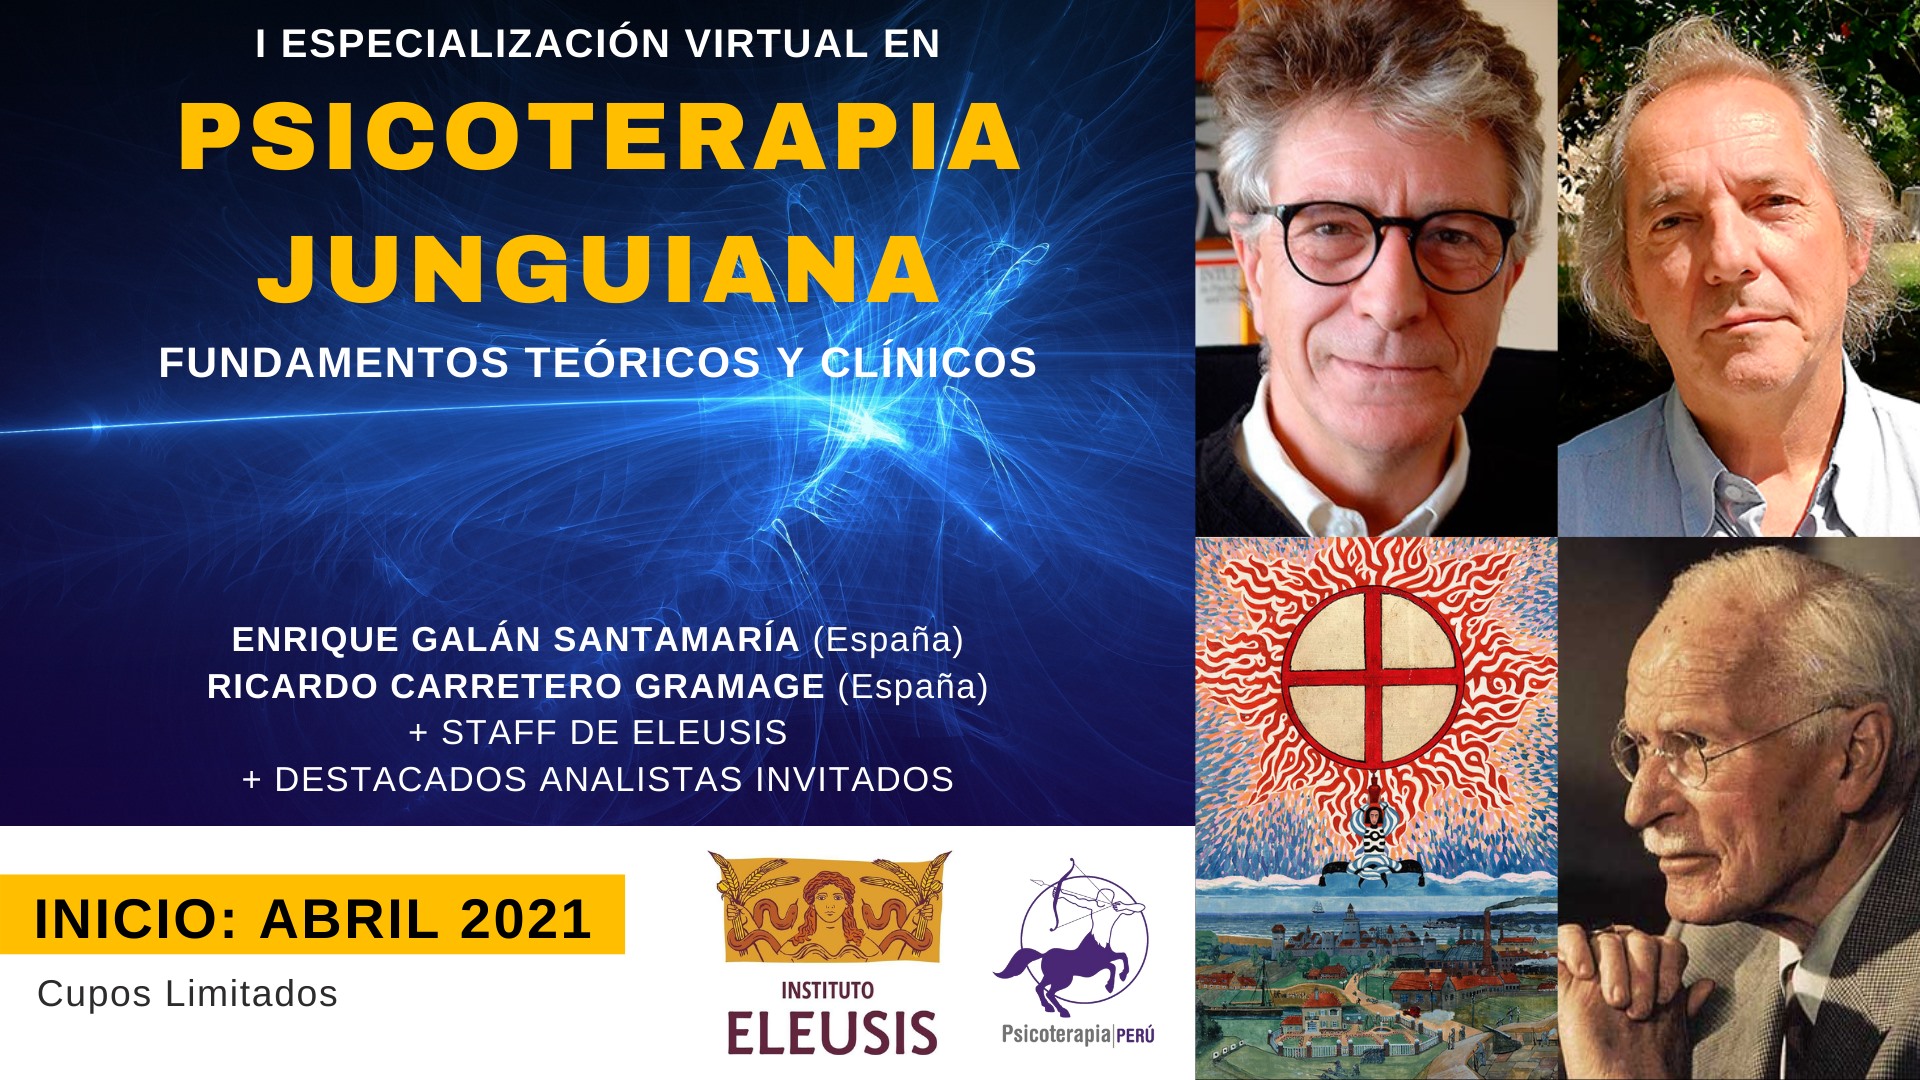 I ESPECIALIZACIÓN VIRTUAL EN
PSICOTERAPIA
JUNGUIANA
FUNDAMENTOS TEÓRICOS Y CLÍNICOS
ENRIQUE GALÁN SANTAMARÍA (España)
RICARDO CARRETERO GRAMAGE (España)
+ STAFF DE ELEUSIS
+ DESTACADOS ANALISTAS INVITADOS
INICIO: ABRIL 2021
Cupos Limitados
INSTITUTO
ELEUSIS
Psicoterapia|PERÚ